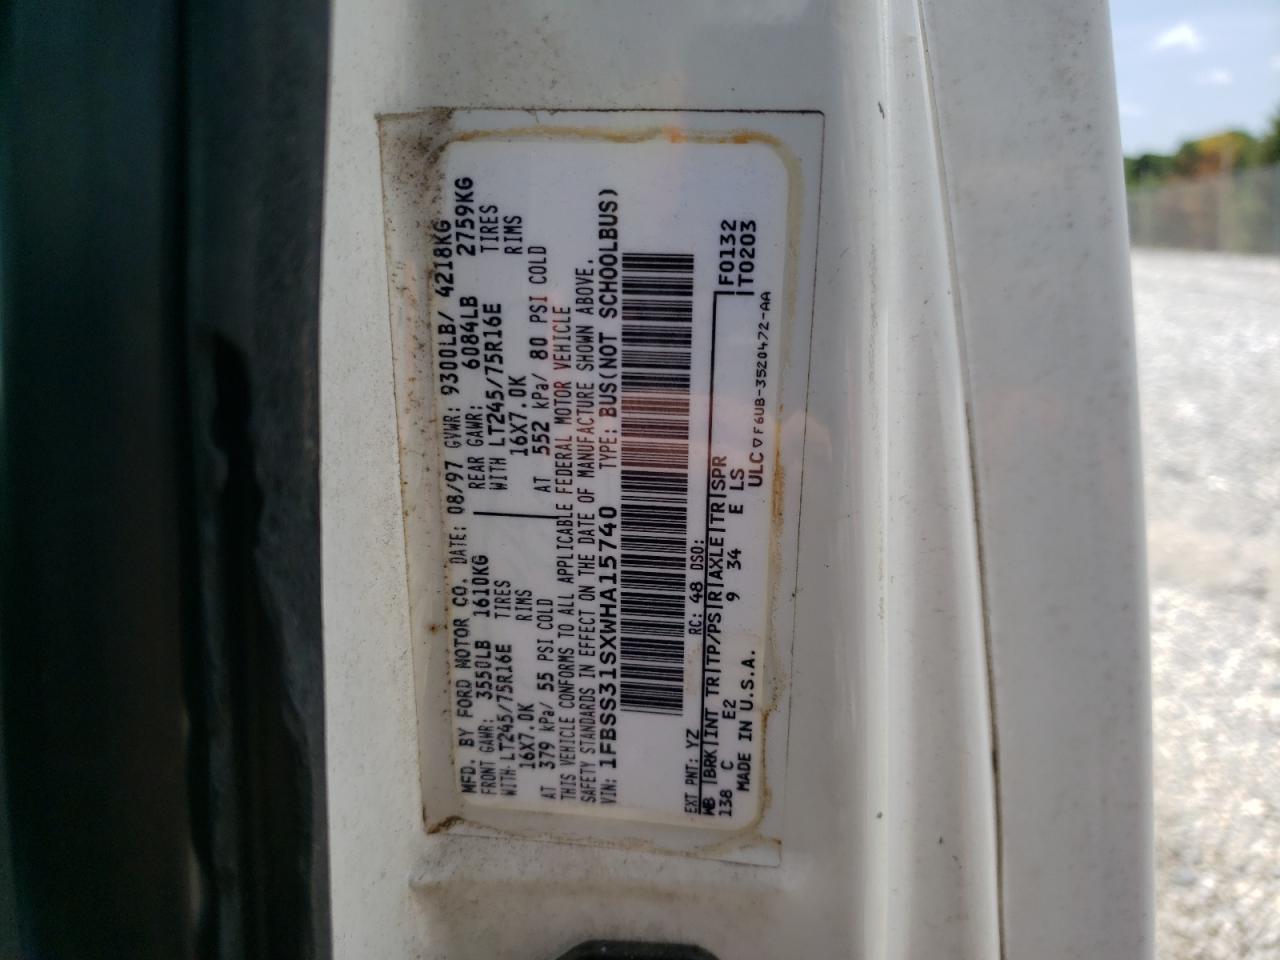 MFD. BY FORD MOTOR CO. DATE: 08/97 GVWR: 9300LB/ 4218KG
FRONT GAWR: 3550LB 1610KG REAR GAWR: 6084LB 2759KG
WITH LT245/75R16E TIRES WITH LT245/75R16E TIRES
16X7.0K RIMS 16X7.0K RIMS
AT 379 kPa/ 55 PSI COLD AT 552 kPa/ 80 PSI COLD
THIS VEHICLE CONFORMS TO ALL APPLICABLE FEDERAL MOTOR VEHICLE
SAFETY STANDARDS IN EFFECT ON THE DATE OF MANUFACTURE SHOWN ABOVE.
VIN: 1FBSS31SXWHA15740 TYPE: BUS(NOT SCHOOLBUS)
EXT PNT: YZ RC: 48 DSO: F0132
WB |BRK|INT TR|TP/PS|R|AXLE|TR|SPR T0203
138 C E2 9 34 E LS
MADE IN U.S.A. ULC ▽ F6UB-3520472-AA